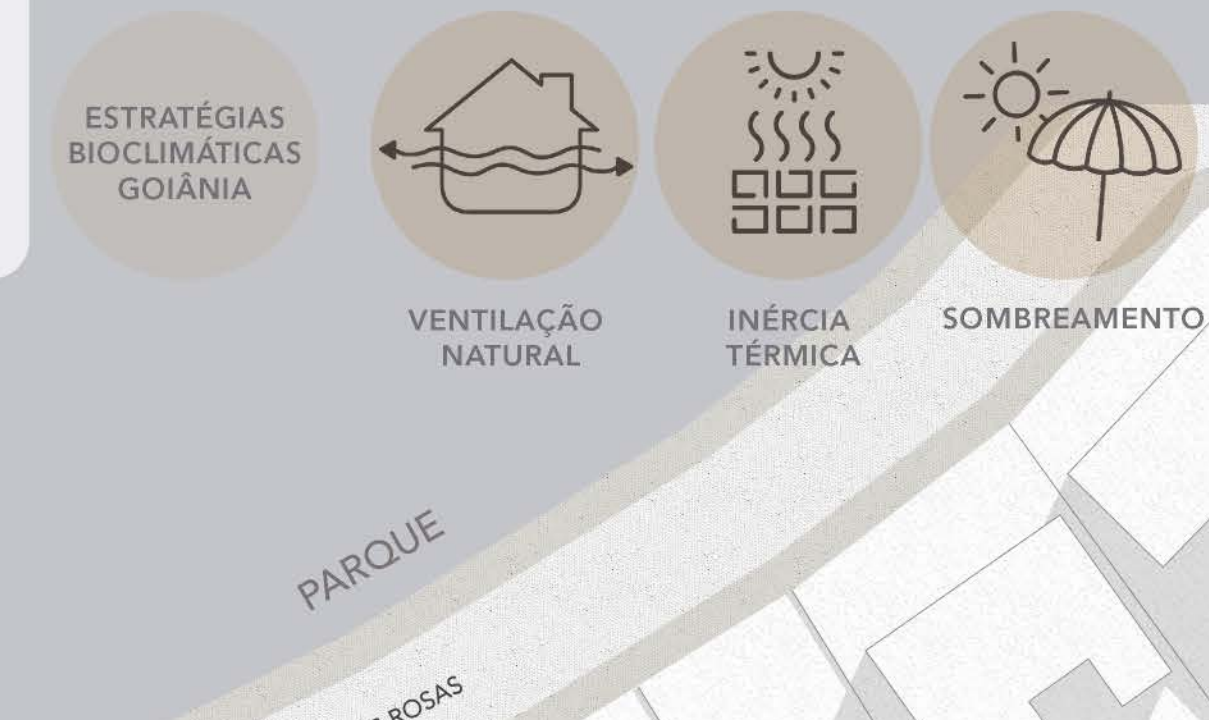 ESTRATÉGIAS
BIOCLIMÁTICAS
GOIÂNIA
VENTILAÇÃO
NATURAL
INÉRCIA
TÉRMICA
SOMBREAMENTO
PARQUE
ROSAS